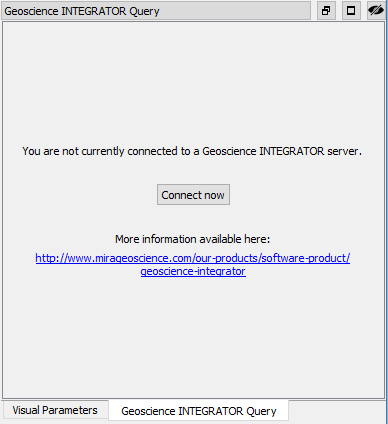 Geoscience INTEGRATOR Query
You are not currently connected to a Geoscience INTEGRATOR server.
Connect now
More information available here:
http://www.mirageoscience.com/our-products/software-product/
geoscience-integrator
Visual Parameters
Geoscience INTEGRATOR Query